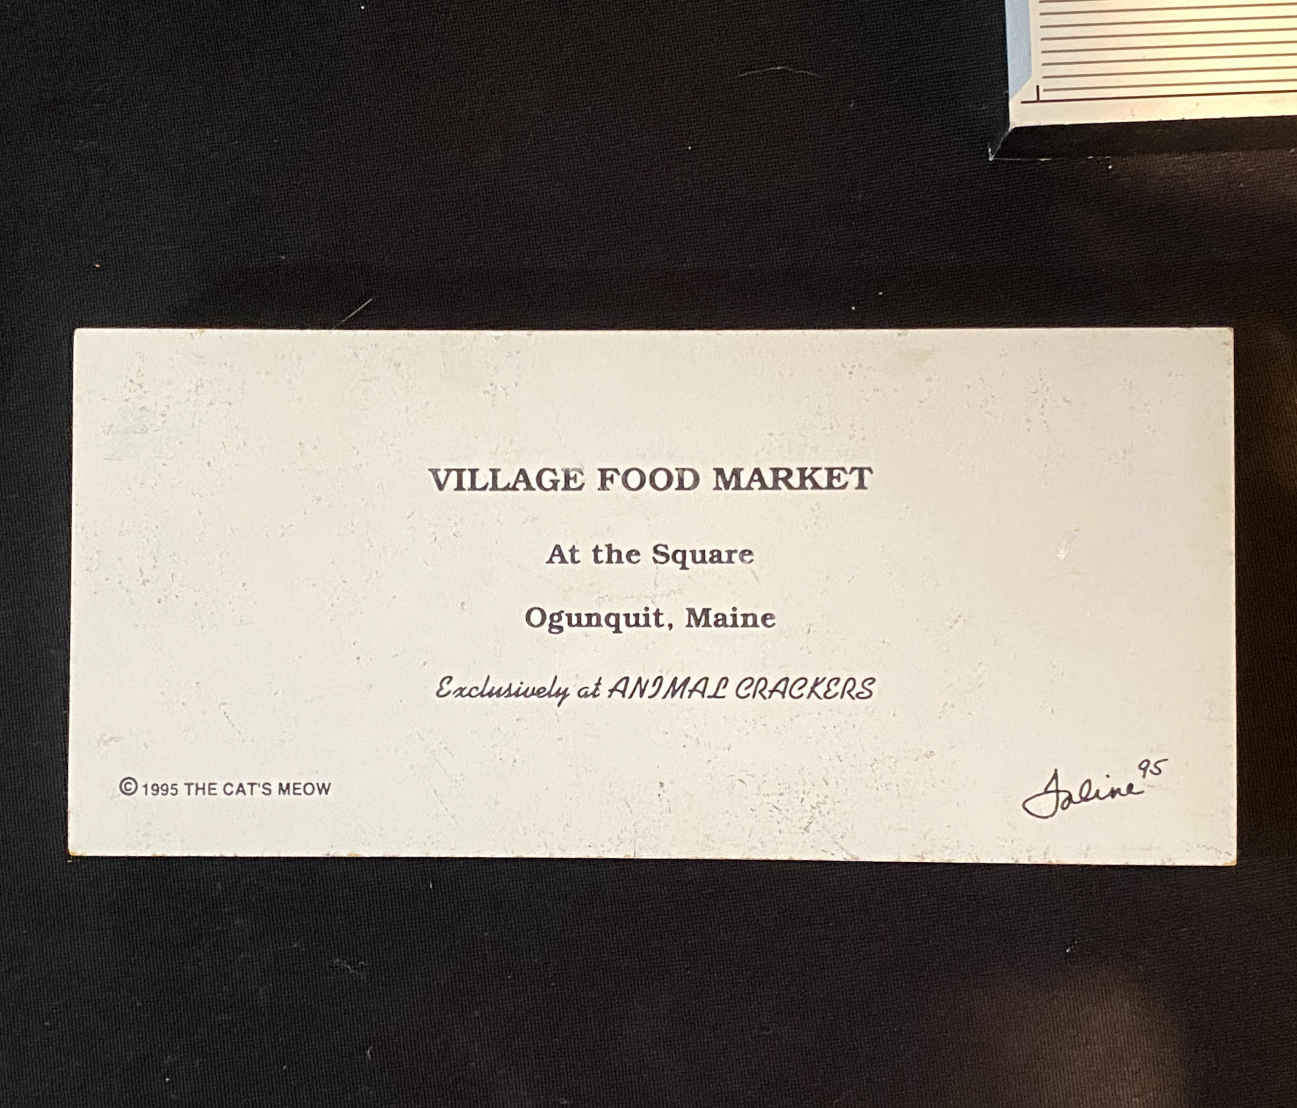 VILLAGE FOOD MARKET
At the Square
Ogunquit, Maine
Exclusively at ANIMAL CRACKERS
© 1995 THE CAT'S MEOW
Faline 95